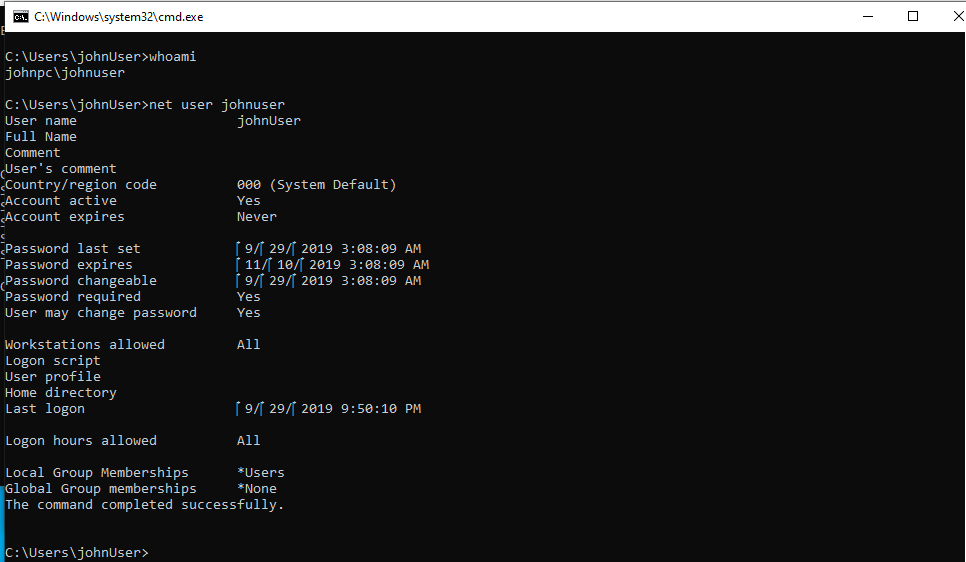 C:\Windows\system32\cmd.exe
C:\Users\johnUser>whoami
johnpc\johnuser
C:\Users\johnUser>net user johnuser
User name johnUser
Full Name
Comment
User's comment
Country/region code 000 (System Default)
Account active Yes
Account expires Never
Password last set 9/29/2019 3:08:09 AM
Password expires 11/10/2019 3:08:09 AM
Password changeable 9/29/2019 3:08:09 AM
Password required Yes
User may change password Yes
Workstations allowed All
Logon script
User profile
Home directory
Last logon 9/29/2019 9:50:10 PM
Logon hours allowed All
Local Group Memberships *Users
Global Group memberships *None
The command completed successfully.
C:\Users\johnUser>